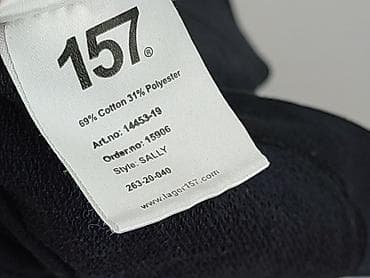 157®
69% Cotton 31% Polyester
Art.no: 14453-19
Order.no: 15906
Style. SALLY
263-20-040
www.lager157.com